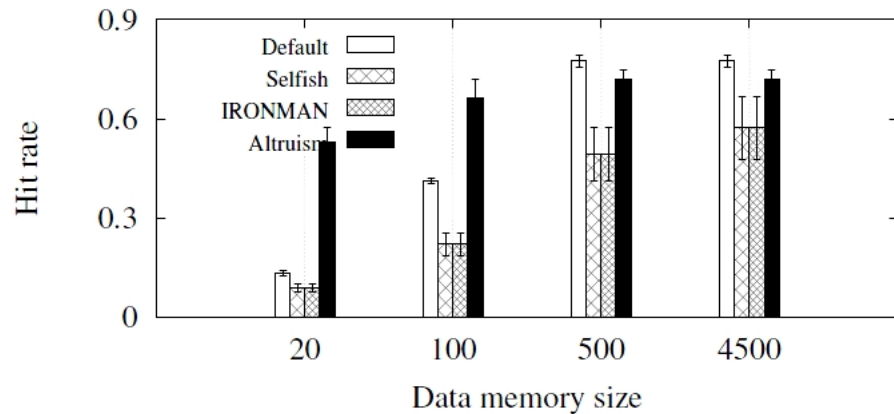 0.9
0.6
0.3
0
Hit rate
Default
Selfish
IRONMAN
Altruism
20 100 500 4500
Data memory size